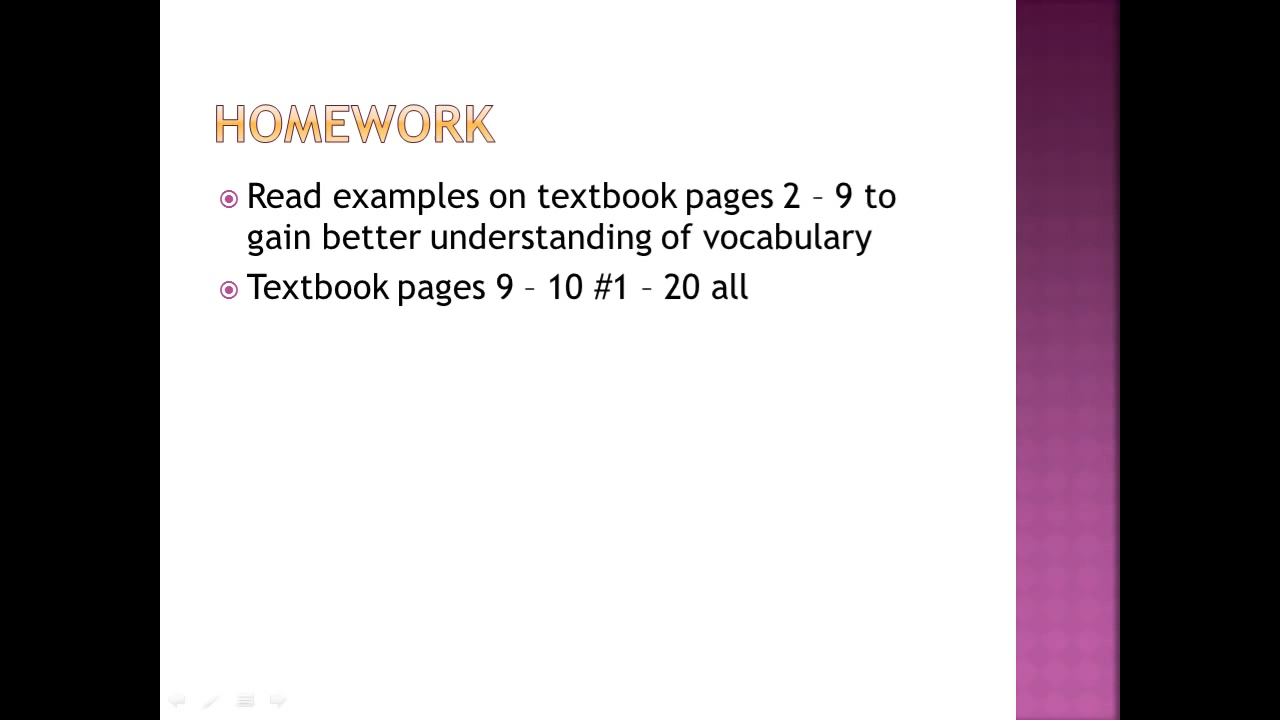 HOMEWORK
Read examples on textbook pages 2 – 9 to
gain better understanding of vocabulary
Textbook pages 9 – 10 #1 – 20 all